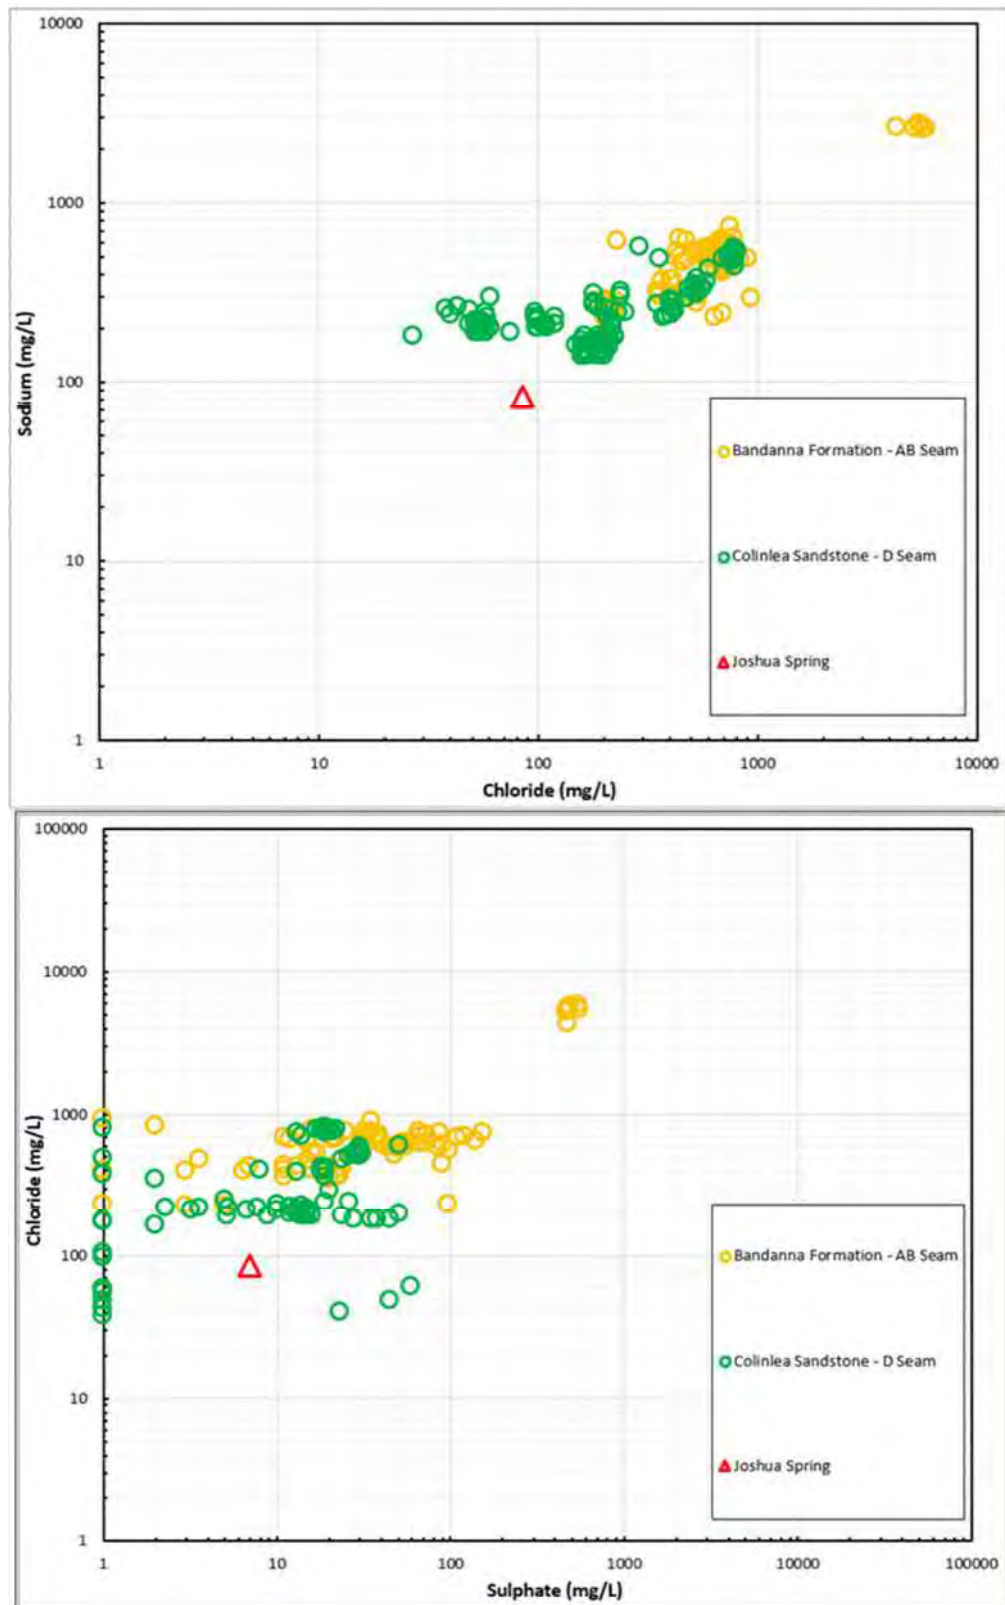 10000
1000
100
10
1
Sodium (mg/L)
1
10
100
1000
10000
Chloride (mg/L)
Bandanna Formation - AB Seam
Colinlea Sandstone - D Seam
Joshua Spring
100000
10000
1000
100
10
1
Chloride (mg/L)
1
10
100
1000
10000
100000
Sulphate (mg/L)
Bandanna Formation - AB Seam
Colinlea Sandstone - D Seam
Joshua Spring